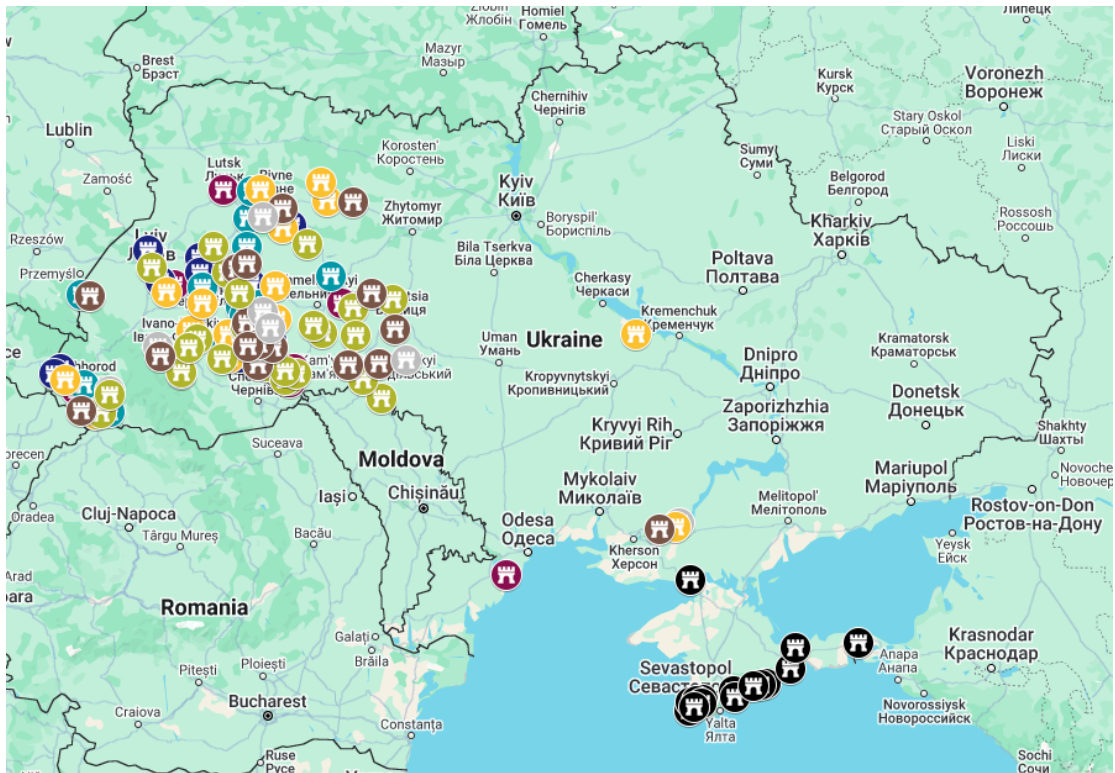 Жлобін
Homiel
Гомель
Липецк
Brest
Брэст
Mazyr
Мазыр
Kursk
Курск
Voronezh
Воронеж
Chernihiv
Чернігів
Lublin
Stary Oskol
Старый Оскол
Liski
Лиски
Korosten'
Коростень
Sumy
Суми
Zамość
Lutsk
Belgorod
Белгород
Kyiv
Київ
Zhytomyr
Житомир
Boryspil'
Бориспіль
Rossosh
Россошь
Kharkiv
Харків
Rzeszów
Bila Tserkva
Біла Церква
Poltava
Полтава
Przemyśl
Cherkasy
Черкаси
Kremenchuk
Кременчук
Uman
Умань
Ukraine
Kramatorsk
Краматорськ
Dnipro
Дніпро
Kropyvnytskyi
Кропивницький
Donetsk
Донецьк
Чернівці
Zaporizhzhia
Запоріжжя
Kryvyi Rih
Кривий Ріг
Shakhty
Шахты
Suceava
Moldova
Mariupol
Маріуполь
Mykolaiv
Миколаїв
Melitopol'
Мелітополь
Iași
Chișinău
Rostov-on-Don
Ростов-на-Дону
Oradea
Cluj-Napoca
Odesa
Одеса
Târgu Mureș
Bacău
Kherson
Херсон
Yeysk
Ейск
Arad
Romania
Galați
Brăila
Krasnodar
Краснодар
Анапа
Anapa
Sevastopol
Pitești
Ploiești
Novorossiysk
Новороссийск
Bucharest
Yalta
Ялта
Craiova
Constanța
Ruse
Русе
Sochi
Сочи